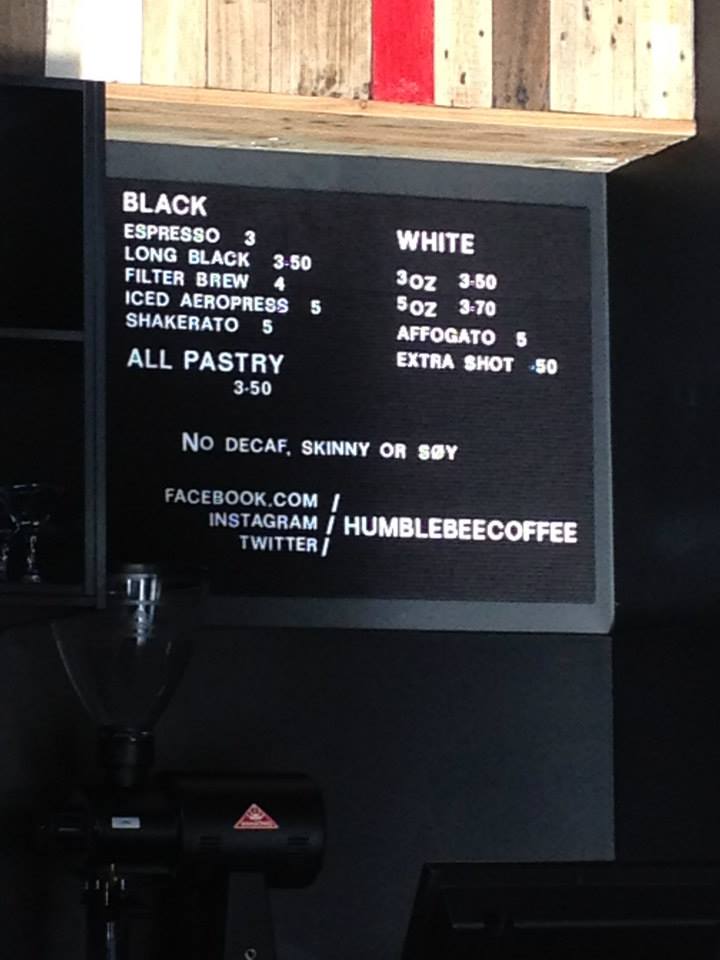 BLACK
ESPRESSO 3
LONG BLACK 3.50
FILTER BREW 4
ICED AEROPRESS 5
SHAKERATO 5
ALL PASTRY
3.50
WHITE
3OZ 3.50
5OZ 3.70
AFFOGATO 5
EXTRA SHOT .50
NO DECAF, SKINNY OR SØY
FACEBOOK.COM /
INSTAGRAM / HUMBLEBEECOFFEE
TWITTER /